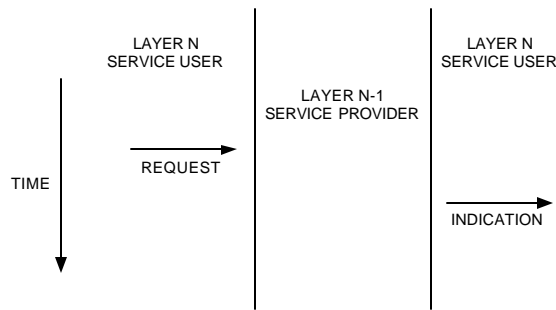 LAYER N
SERVICE USER
LAYER N
SERVICE USER
LAYER N-1
SERVICE PROVIDER
REQUEST
TIME
INDICATION